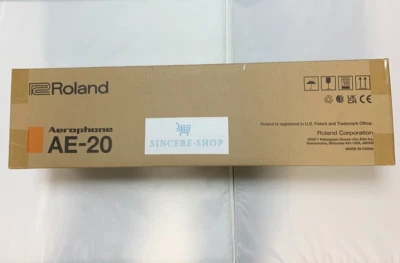 Roland
Aerophone
AE-20
SINCERE-SHOP
Roland is registered in U.S. Patent and Trademark Office.
Roland Corporation
MADE IN CHINA